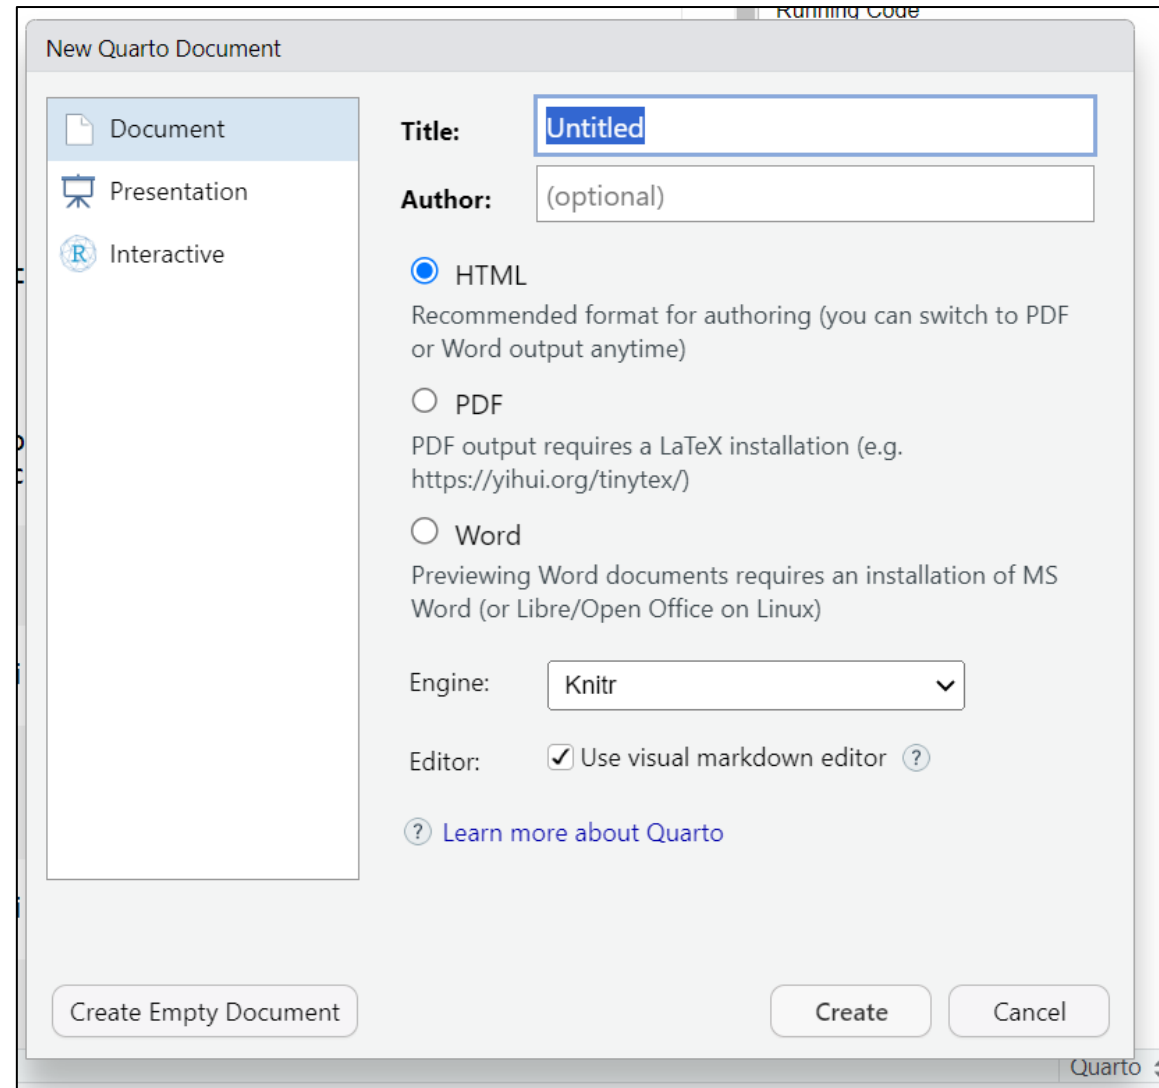 Running Code
New Quarto Document
Document
Presentation
R Interactive
Title: Untitled
Author: (optional)
HTML
Recommended format for authoring (you can switch to PDF
or Word output anytime)
PDF
PDF output requires a LaTeX installation (e.g.
https://yihui.org/tinytex/)
Word
Previewing Word documents requires an installation of MS
Word (or Libre/Open Office on Linux)
Engine: Knitr
Editor: Use visual markdown editor ?
? Learn more about Quarto
Create Empty Document
Create
Cancel
Quarto